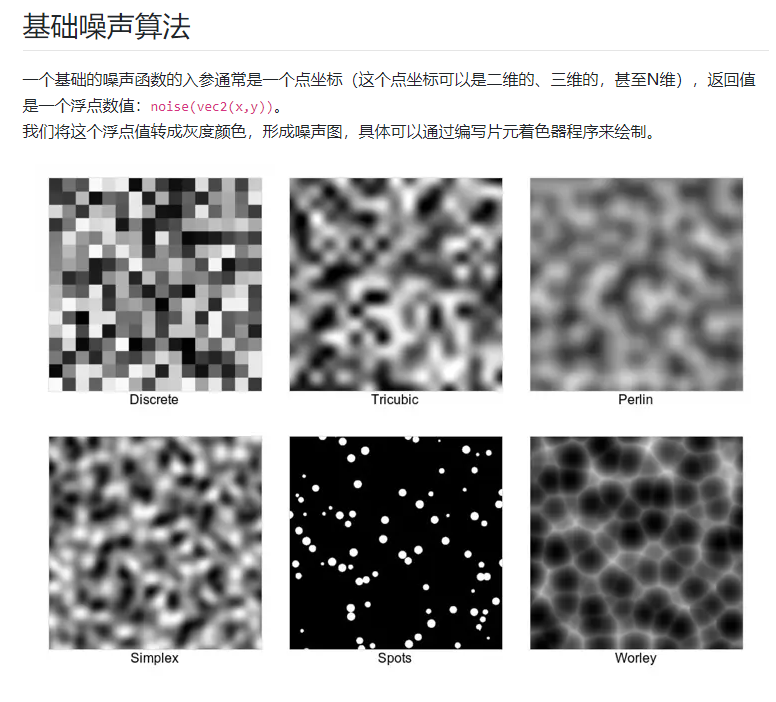 基础噪声算法
一个基础的噪声函数的入参通常是一个点坐标（这个点坐标可以是二维的、三维的，甚至N维），返回值
是一个浮点数值：noise(vec2(x,y))。
我们将这个浮点值转成灰度颜色，形成噪声图，具体可以通过编写片元着色器程序来绘制。
Discrete
Tricubic
Perlin
Simplex
Spots
Worley